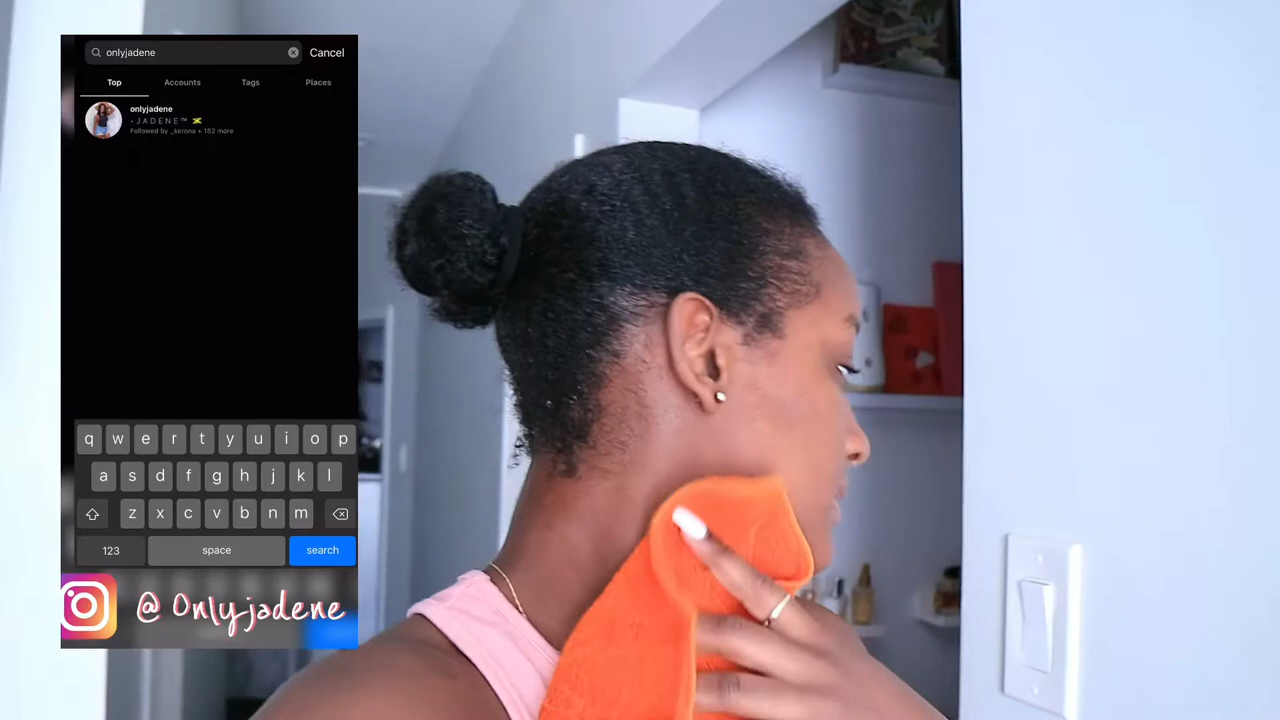 onlyjadene
Cancel
Top Accounts Tags Places
onlyjadene
• J A D E N E ™
Followed by _kerona + 182 more
q w e r t y u i o p
a s d f g h j k l
z x c v b n m
123 space search
@ Onlyjadene